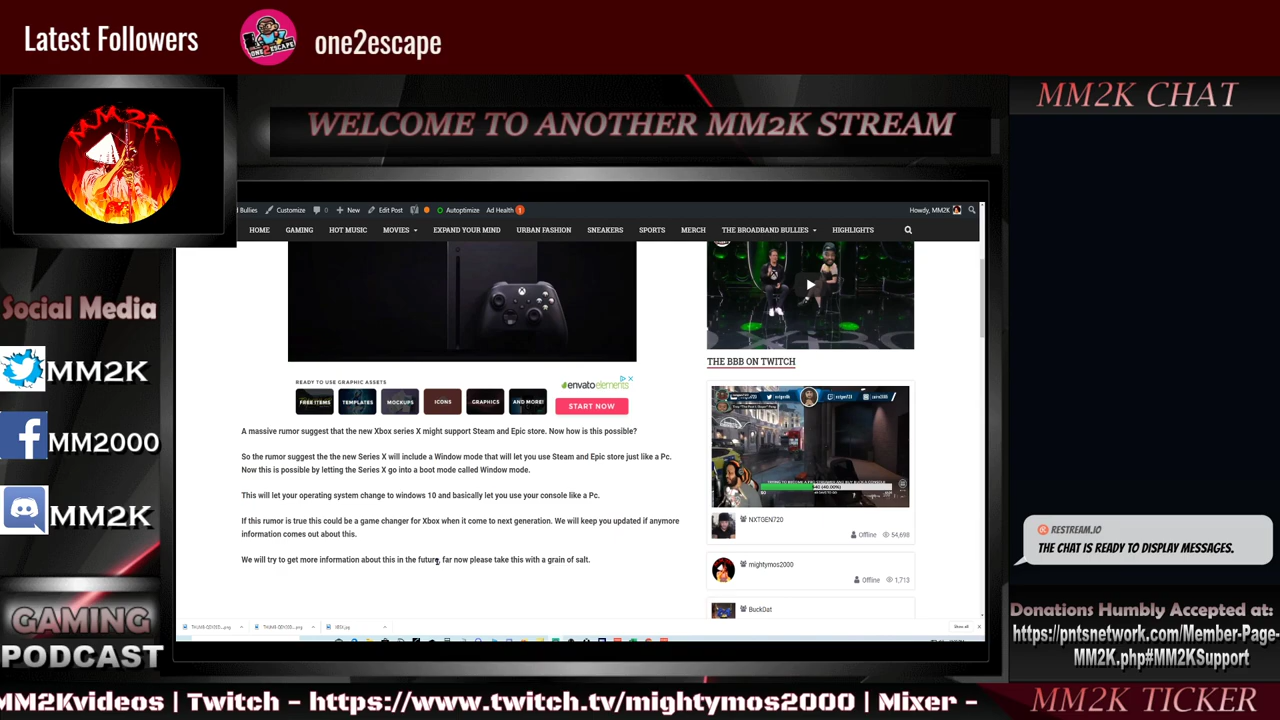 Latest Followers
one2escape
ONE2ESCAPE
MM2K
WELCOME TO ANOTHER MM2K STREAM
MM2K CHAT
d Bullies Customize 0 New Edit Post Autoptimize Ad Health 1 Howdy, MM2K
HOME GAMING HOT MUSIC MOVIES EXPAND YOUR MIND URBAN FASHION SNEAKERS SPORTS MERCH THE BROADBAND BULLIES HIGHLIGHTS
Social Media
MM2K
MM2000
MM2K
GAMING
PODCAST
READY TO USE GRAPHIC ASSETS
FREE ITEMS TEMPLATES MOCKUPS ICONS GRAPHICS AND MORE!
envato elements
START NOW
A massive rumor suggest that the new Xbox series X might support Steam and Epic store. Now how is this possible?
So the rumor suggest the the new Series X will include a Window mode that will let you use Steam and Epic store just like a Pc.
Now this is possible by letting the Series X go into a boot mode called Window mode.
This will let your operating system change to windows 10 and basically let you use your console like a Pc.
If this rumor is true this could be a game changer for Xbox when it come to next generation. We will keep you updated if anymore
information comes out about this.
We will try to get more information about this in the future, far now please take this with a grain of salt.
THE BBB ON TWITCH
NXTGEN720
Offline 54,698
mightymos2000
Offline 1,713
BuckDat
Show all
RESTREAM.IO
THE CHAT IS READY TO DISPLAY MESSAGES.
Donations Humbly Accepted at:
https://pntsnetwork.com/Member-Page-
MM2K.php#MM2KSupport
MM2Kvideos | Twitch - https://www.twitch.tv/mightymos2000 | Mixer -
MM2K TICKER